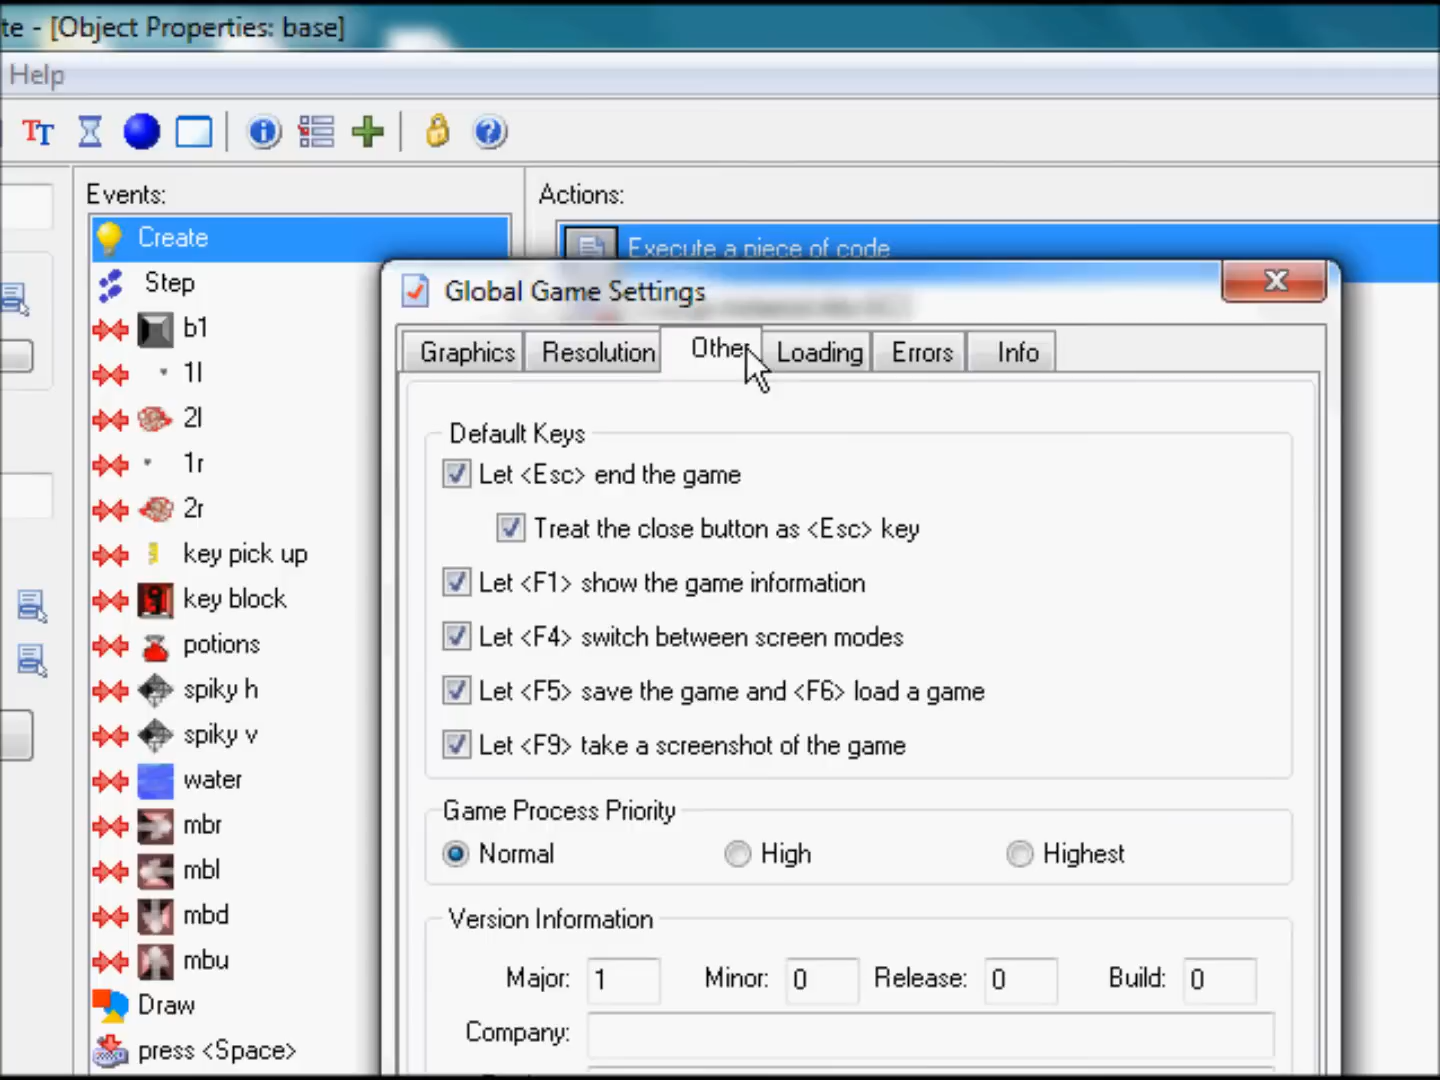 te - [Object Properties: base]
Help
TT
Events:
Actions:
Create
Execute a piece of code
Step
Global Game Settings
b1
Graphics
Resolution
Other
Loading
Errors
Info
1l
2l
Default Keys
1r
Let <Esc> end the game
2r
Treat the close button as <Esc> key
key pick up
Let <F1> show the game information
key block
Let <F4> switch between screen modes
potions
spiky h
Let <F5> save the game and <F6> load a game
spiky v
Let <F9> take a screenshot of the game
water
Game Process Priority
mbr
Normal
High
Highest
mbl
mbd
Version Information
mbu
Major: 1
Minor: 0
Release: 0
Build: 0
Draw
Company:
press <Space>